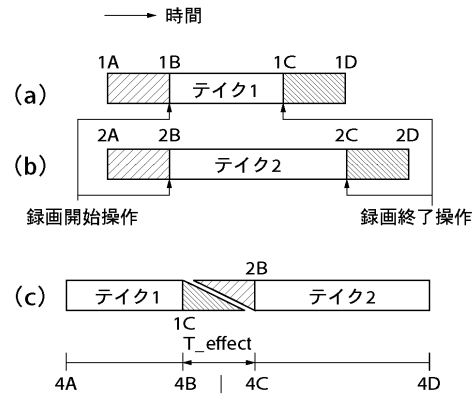 時間
1A 1B 1C 1D
(a) テイク1
2A 2B 2C 2D
(b) テイク2
録画開始操作 録画終了操作
2B
(c) テイク1 テイク2
1C
T_effect
4A 4B 4C 4D